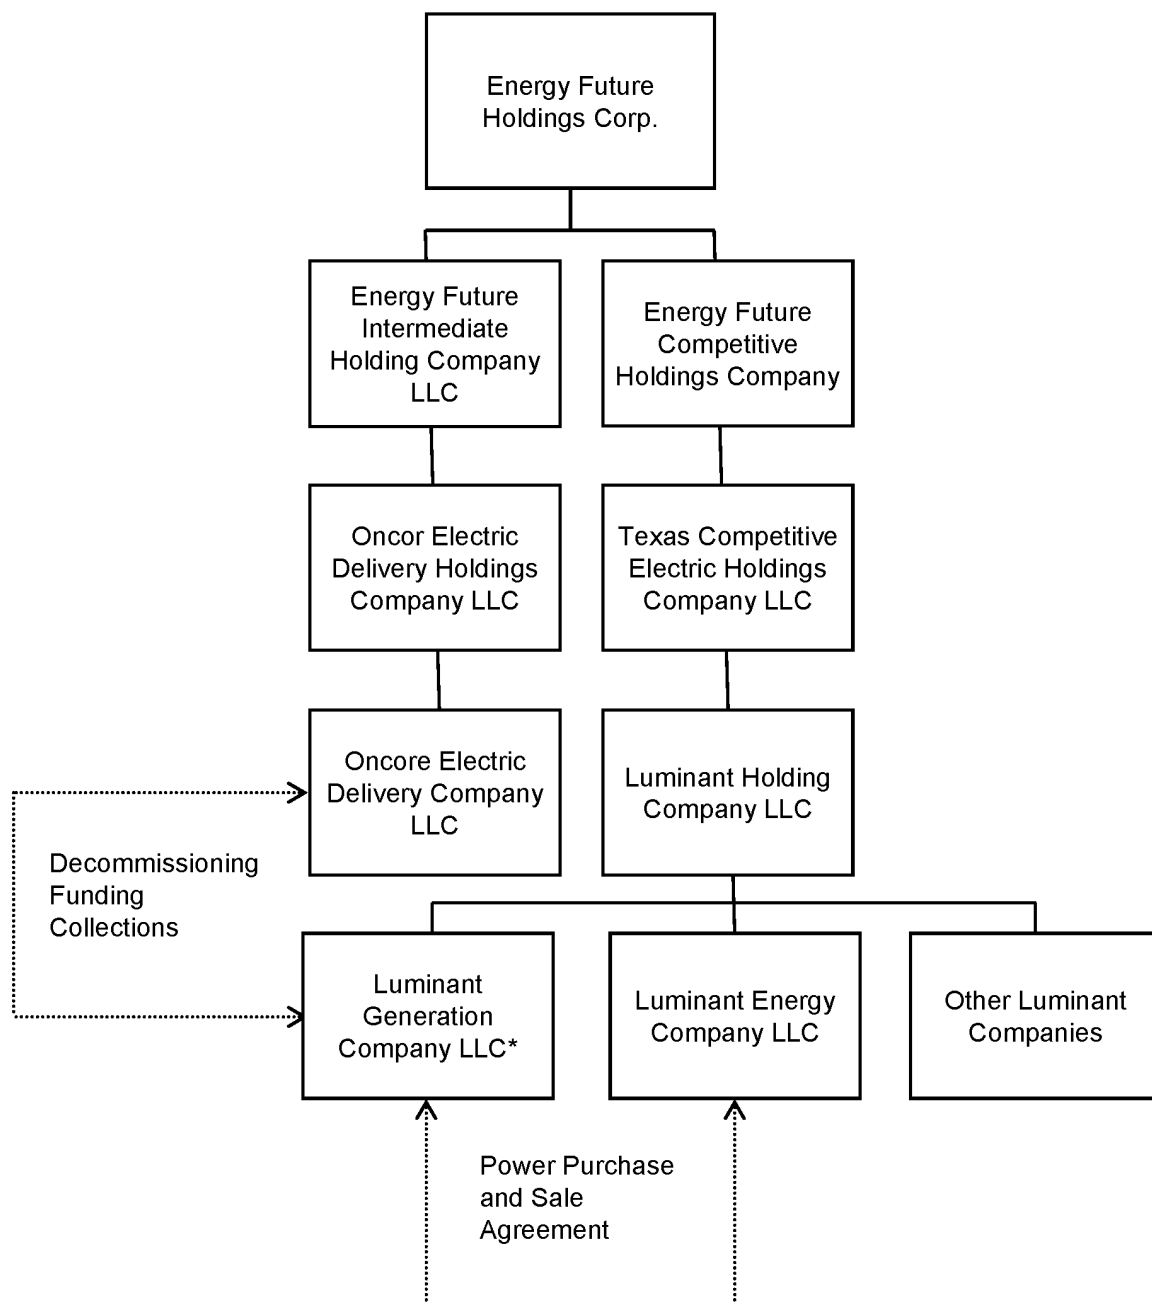 Energy Future
Holdings Corp.
Energy Future
Intermediate
Holding Company
LLC
Energy Future
Competitive
Holdings Company
Oncor Electric
Delivery Holdings
Company LLC
Texas Competitive
Electric Holdings
Company LLC
Oncore Electric
Delivery Company
LLC
Luminant Holding
Company LLC
Decommissioning
Funding
Collections
Luminant
Generation
Company LLC*
Luminant Energy
Company LLC
Other Luminant
Companies
Power Purchase
and Sale
Agreement